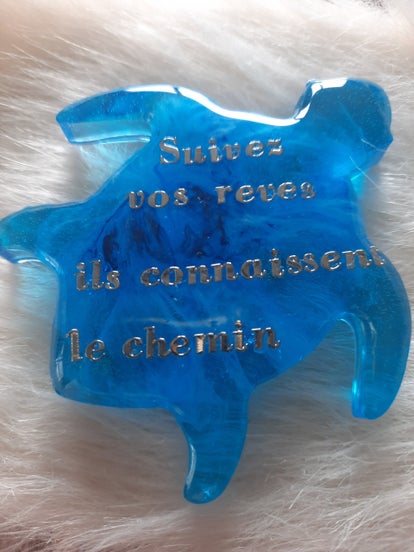 Suivez
vos reves
ils connaissent
le chemin